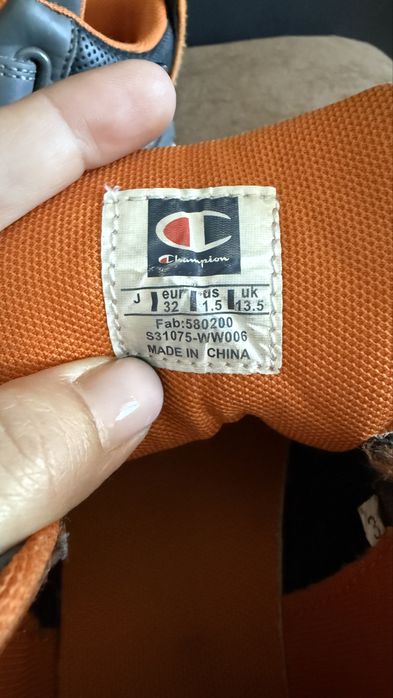 Champion
J eur us uk
32 1.5 13.5
Fab:580200
S31075-WW006
MADE IN CHINA